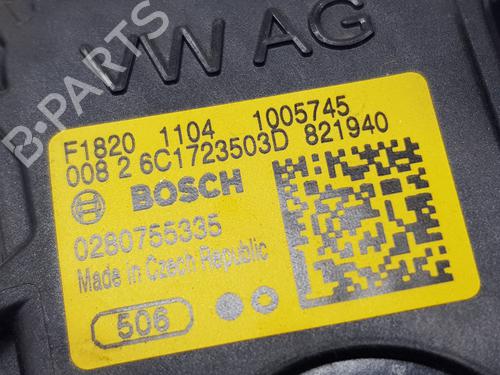 VW AG
F1820 1104 1005745
008 2 6C1723503D 821940
BOSCH
0280755335
Made in Czech Republic
506
B-PARTS